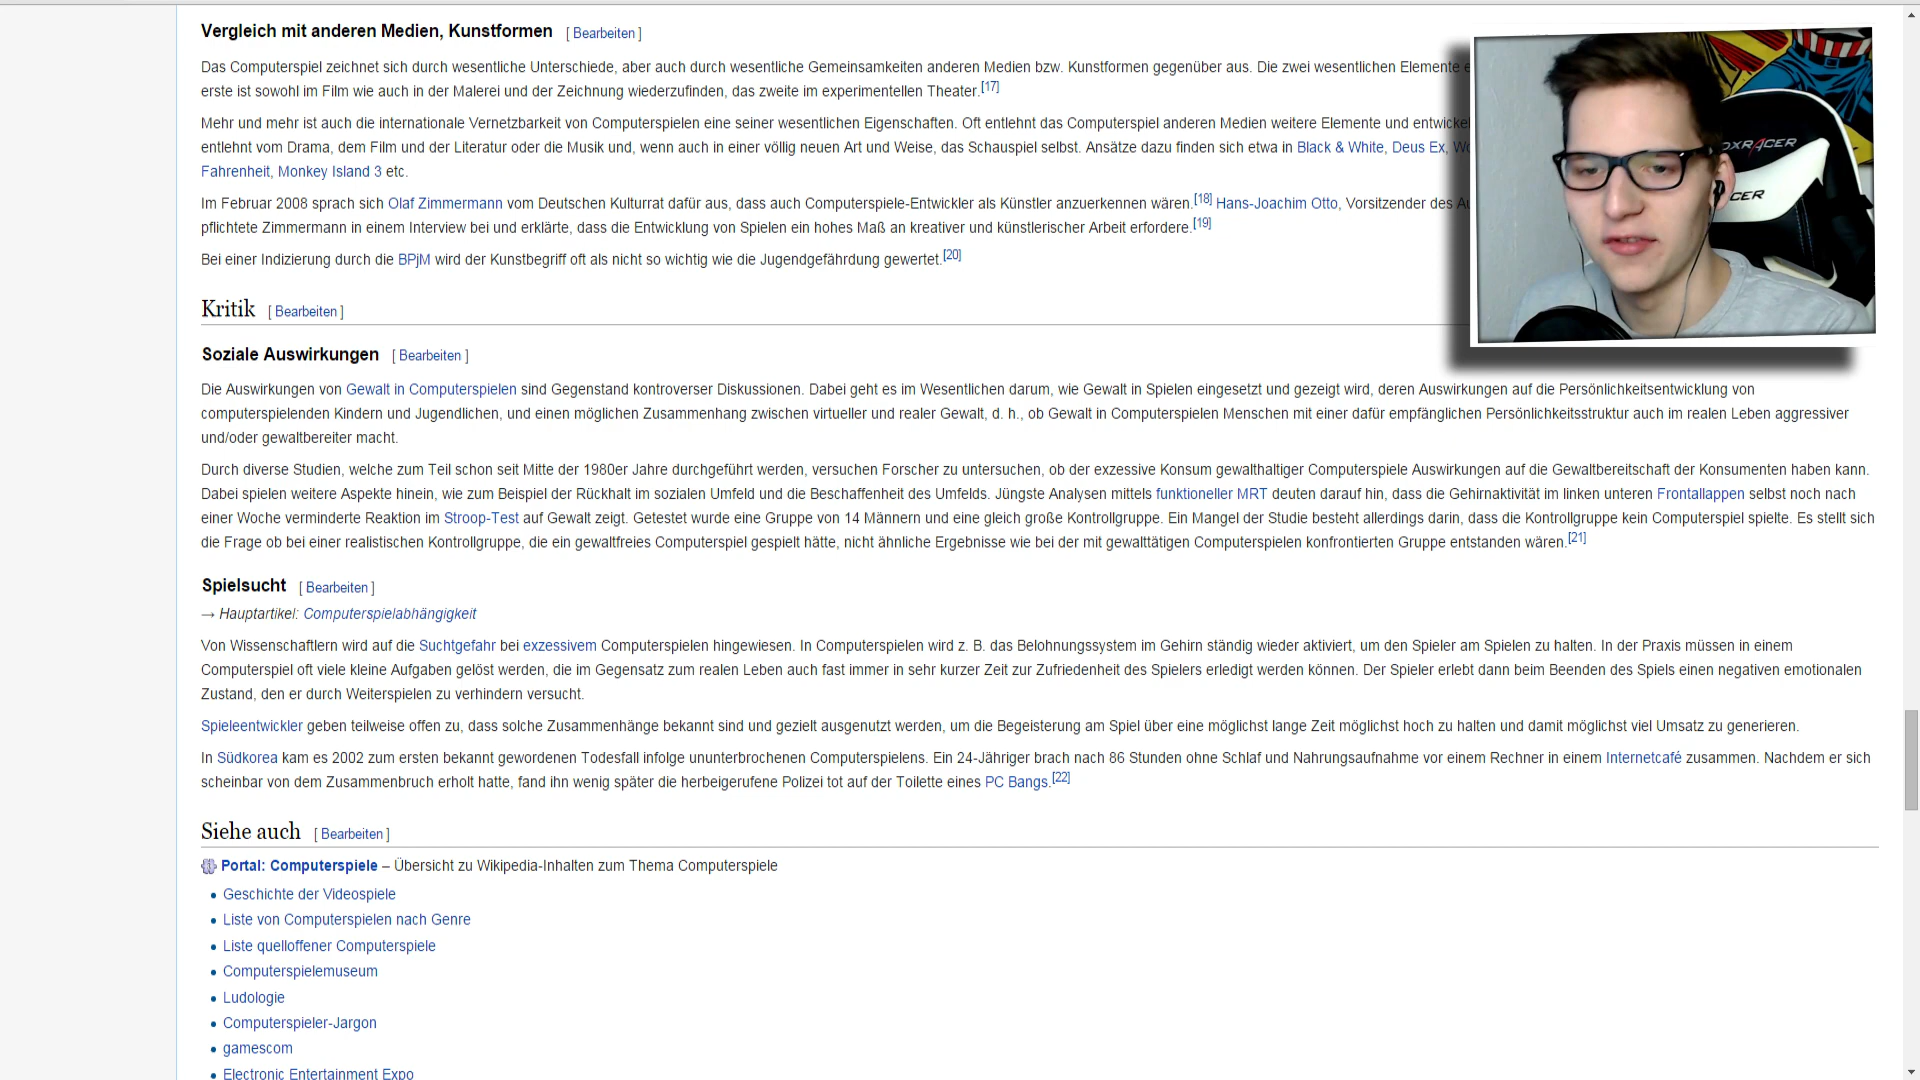 Vergleich mit anderen Medien, Kunstformen [ Bearbeiten ]
Das Computerspiel zeichnet sich durch wesentliche Unterschiede, aber auch durch wesentliche Gemeinsamkeiten anderen Medien bzw. Kunstformen gegenüber aus. Die zwei wesentlichen Elemente
erste ist sowohl im Film wie auch in der Malerei und der Zeichnung wiederzufinden, das zweite im experimentellen Theater.[17]
Mehr und mehr ist auch die internationale Vernetzbarkeit von Computerspielen eine seiner wesentlichen Eigenschaften. Oft entlehnt das Computerspiel anderen Medien weitere Elemente und
entlehnt vom Drama, dem Film und der Literatur oder die Musik und, wenn auch in einer völlig neuen Art und Weise, das Schauspiel selbst. Ansätze dazu finden sich etwa in Black & White, Deus Ex,
Fahrenheit, Monkey Island 3 etc.
Im Februar 2008 sprach sich Olaf Zimmermann vom Deutschen Kulturrat dafür aus, dass auch Computerspiele-Entwickler als Künstler anzuerkennen wären.[18] Hans-Joachim Otto, Vorsitzender des
pflichtete Zimmermann in einem Interview bei und erklärte, dass die Entwicklung von Spielen ein hohes Maß an kreativer und künstlerischer Arbeit erfordere.[19]
Bei einer Indizierung durch die BPjM wird der Kunstbegriff oft als nicht so wichtig wie die Jugendgefährdung gewertet.[20]
DXRACER
CER
Kritik [ Bearbeiten ]
Soziale Auswirkungen [ Bearbeiten ]
Die Auswirkungen von Gewalt in Computerspielen sind Gegenstand kontroverser Diskussionen. Dabei geht es im Wesentlichen darum, wie Gewalt in Spielen eingesetzt und gezeigt wird, deren Auswirkungen auf die Persönlichkeitsentwicklung von
computerspielenden Kindern und Jugendlichen, und einen möglichen Zusammenhang zwischen virtueller und realer Gewalt, d. h., ob Gewalt in Computerspielen Menschen mit einer dafür empfänglichen Persönlichkeitsstruktur auch im realen Leben aggressiver
und/oder gewaltbereiter macht.
Durch diverse Studien, welche zum Teil schon seit Mitte der 1980er Jahre durchgeführt werden, versuchen Forscher zu untersuchen, ob der exzessive Konsum gewalthaltiger Computerspiele Auswirkungen auf die Gewaltbereitschaft der Konsumenten haben kann.
Dabei spielen weitere Aspekte hinein, wie zum Beispiel der Rückhalt im sozialen Umfeld und die Beschaffenheit des Umfelds. Jüngste Analysen mittels funktioneller MRT deuten darauf hin, dass die Gehirnaktivität im linken unteren Frontallappen selbst noch nach
einer Woche verminderte Reaktion im Stroop-Test auf Gewalt zeigt. Getestet wurde eine Gruppe von 14 Männern und eine gleich große Kontrollgruppe. Ein Mangel der Studie besteht allerdings darin, dass die Kontrollgruppe kein Computerspiel spielte. Es stellt sich
die Frage ob bei einer realistischen Kontrollgruppe, die ein gewaltfreies Computerspiel gespielt hätte, nicht ähnliche Ergebnisse wie bei der mit gewalttätigen Computerspielen konfrontierten Gruppe entstanden wären.[21]
Spielsucht [ Bearbeiten ]
→ Hauptartikel: Computerspielabhängigkeit
Von Wissenschaftlern wird auf die Suchtgefahr bei exzessivem Computerspielen hingewiesen. In Computerspielen wird z. B. das Belohnungssystem im Gehirn ständig wieder aktiviert, um den Spieler am Spielen zu halten. In der Praxis müssen in einem
Computerspiel oft viele kleine Aufgaben gelöst werden, die im Gegensatz zum realen Leben auch fast immer in sehr kurzer Zeit zur Zufriedenheit des Spielers erledigt werden können. Der Spieler erlebt dann beim Beenden des Spiels einen negativen emotionalen
Zustand, den er durch Weiterspielen zu verhindern versucht.
Spieleentwickler geben teilweise offen zu, dass solche Zusammenhänge bekannt sind und gezielt ausgenutzt werden, um die Begeisterung am Spiel über eine möglichst lange Zeit möglichst hoch zu halten und damit möglichst viel Umsatz zu generieren.
In Südkorea kam es 2002 zum ersten bekannt gewordenen Todesfall infolge ununterbrochenen Computerspielens. Ein 24-Jähriger brach nach 86 Stunden ohne Schlaf und Nahrungsaufnahme vor einem Rechner in einem Internetcafé zusammen. Nachdem er sich
scheinbar von dem Zusammenbruch erholt hatte, fand ihn wenig später die herbeigerufene Polizei tot auf der Toilette eines PC Bangs.[22]
Siehe auch [ Bearbeiten ]
Portal: Computerspiele – Übersicht zu Wikipedia-Inhalten zum Thema Computerspiele
• Geschichte der Videospiele
• Liste von Computerspielen nach Genre
• Liste quelloffener Computerspiele
• Computerspielemuseum
• Ludologie
• Computerspieler-Jargon
• gamescom
• Electronic Entertainment Expo